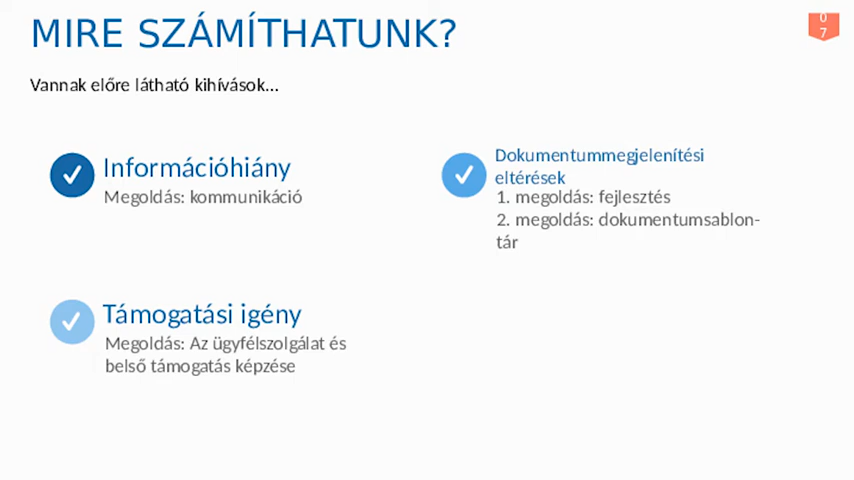 MIRE SZÁMÍTHATUNK?
0
7
Vannak előre látható kihívások...
Információhiány
Megoldás: kommunikáció
Dokumentummegjelenítési
eltérések
1. megoldás: fejlesztés
2. megoldás: dokumentumsablon-
tár
Támogatási igény
Megoldás: Az ügyfélszolgálat és
belső támogatás képzése